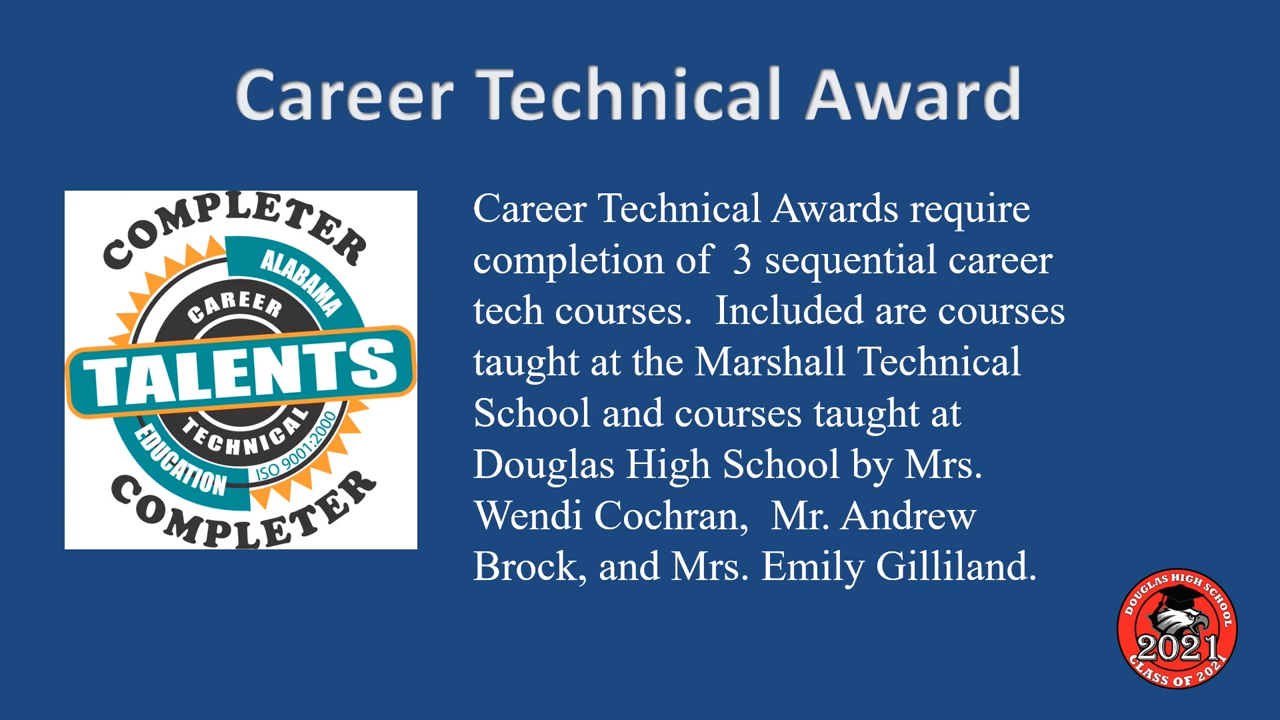 Career Technical Award
COMPLETER
ALABAMA
CAREER
TALENTS
TECHNICAL
EDUCATION
ISO 9001:2000
COMPLETER
Career Technical Awards require
completion of  3 sequential career
tech courses.  Included are courses
taught at the Marshall Technical
School and courses taught at
Douglas High School by Mrs.
Wendi Cochran,  Mr. Andrew
Brock, and Mrs. Emily Gilliland.
DOUGLAS HIGH SCHOOL
2021
CLASS OF 2021